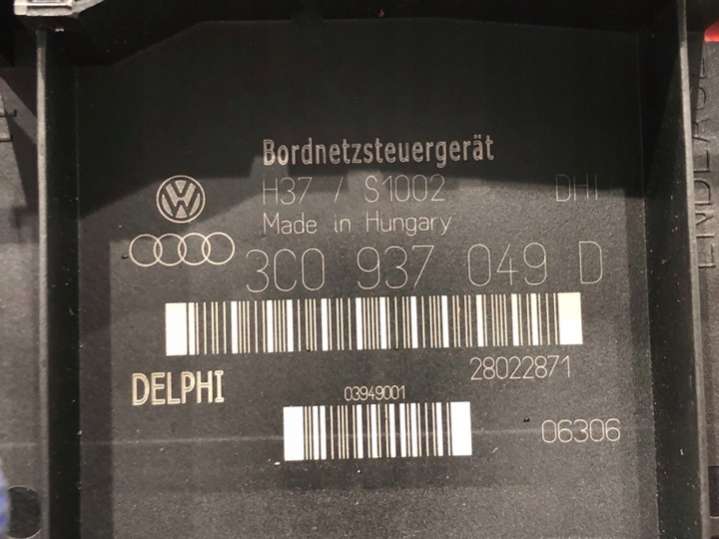 Bordnetzsteuergerät
H37 / S1002 DHI
Made in Hungary
3C0 937 049 D
28022871
DELPHI
03949001
06306